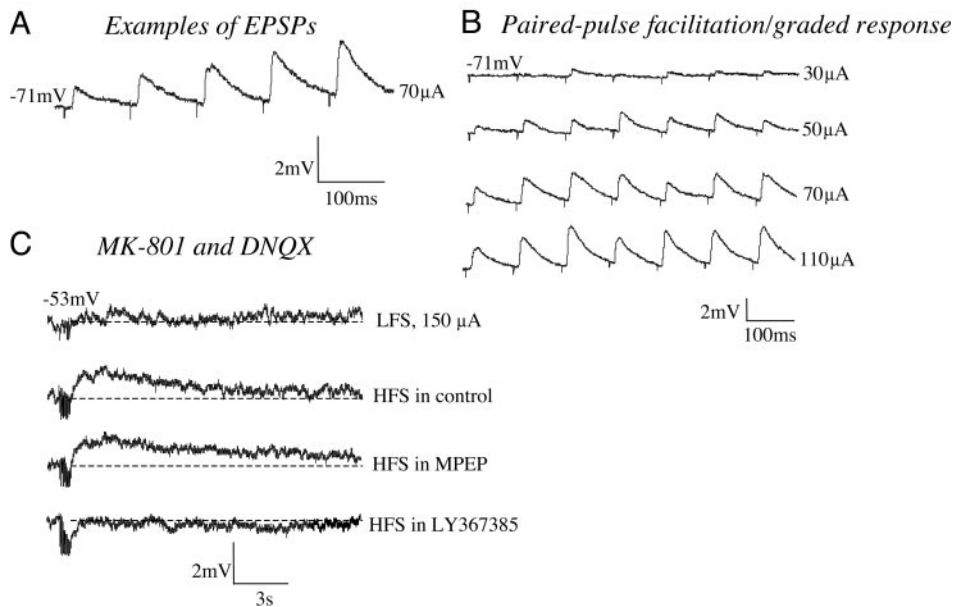 A Examples of EPSPs
-71mV
70µA
2mV
100ms
B Paired-pulse facilitation/graded response
-71mV
30µA
50µA
70µA
110µA
2mV
100ms
C MK-801 and DNQX
-53mV
LFS, 150 µA
HFS in control
HFS in MPEP
HFS in LY367385
2mV
3s